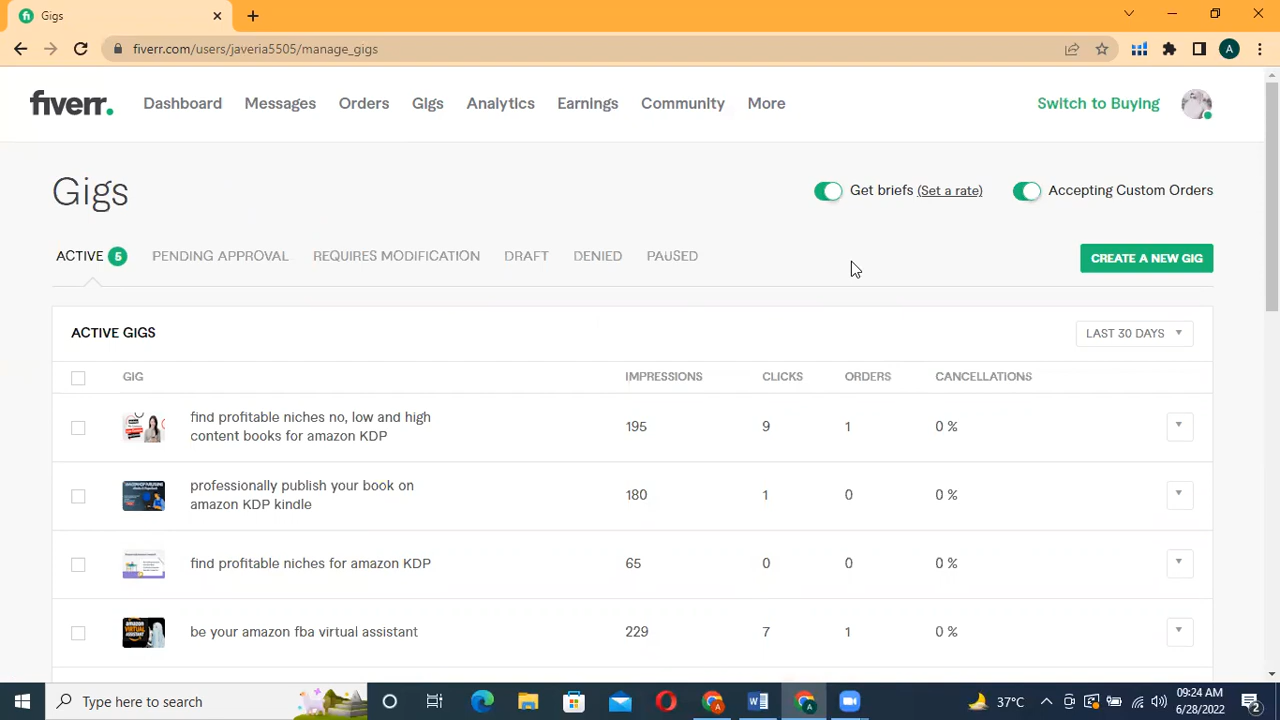 Gigs
fiverr.com/users/javeria5505/manage_gigs
A
fiverr.
Dashboard
Messages
Orders
Gigs
Analytics
Earnings
Community
More
Switch to Buying
Gigs
Get briefs (Set a rate)
Accepting Custom Orders
ACTIVE 5
PENDING APPROVAL
REQUIRES MODIFICATION
DRAFT
DENIED
PAUSED
CREATE A NEW GIG
ACTIVE GIGS
LAST 30 DAYS
GIG
IMPRESSIONS
CLICKS
ORDERS
CANCELLATIONS
find profitable niches no, low and high
content books for amazon KDP
195
9
1
0 %
professionally publish your book on
amazon KDP kindle
180
1
0
0 %
find profitable niches for amazon KDP
65
0
0
0 %
AMAZON
VIRTUAL
ASSISTANT
be your amazon fba virtual assistant
229
7
1
0 %
Type here to search
37°C
09:24 AM
6/28/2022
2